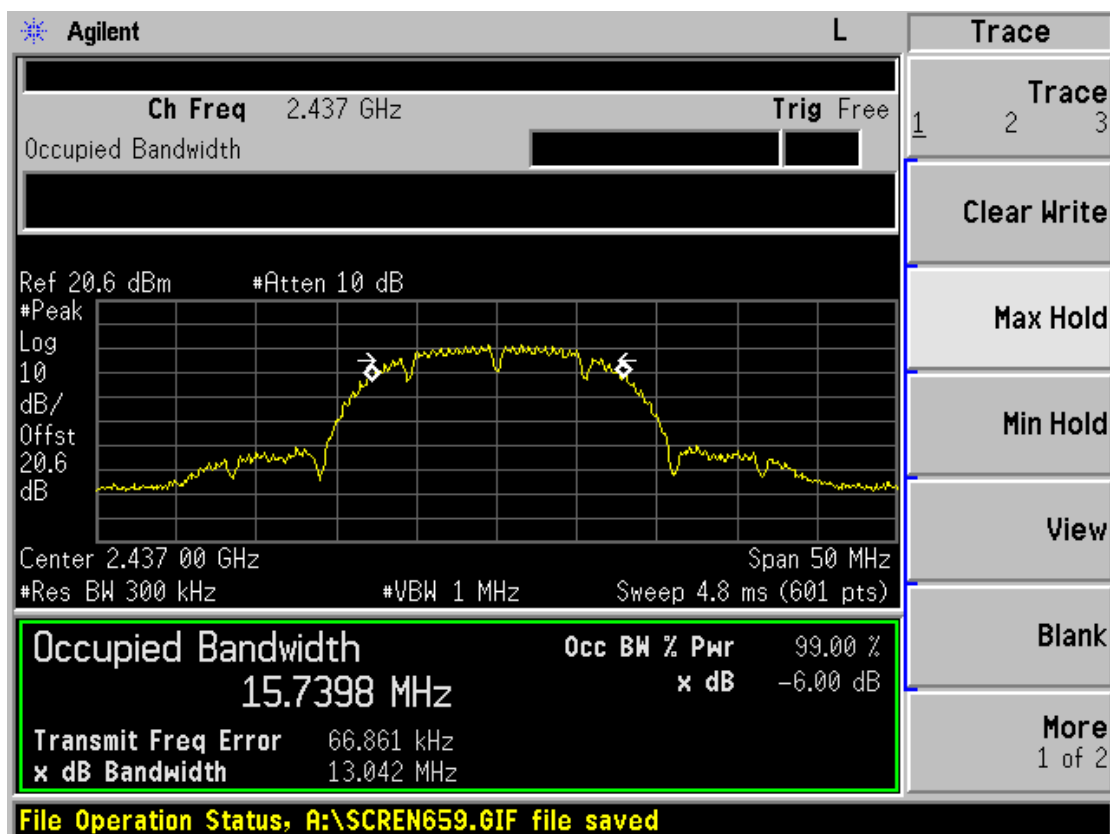 Agilent L Trace
Ch Freq 2.437 GHz Trig Free
Occupied Bandwidth
Trace
1 2 3
Clear Write
Max Hold
Min Hold
View
Blank
More
1 of 2
Ref 20.6 dBm #Atten 10 dB
#Peak
Log
10
dB/
Offst
20.6
dB
Center 2.437 00 GHz Span 50 MHz
#Res BW 300 kHz #VBW 1 MHz Sweep 4.8 ms (601 pts)
Occupied Bandwidth Occ BW % Pwr 99.00 %
15.7398 MHz x dB -6.00 dB
Transmit Freq Error 66.861 kHz
x dB Bandwidth 13.042 MHz
File Operation Status, A:\SCREN659.GIF file saved